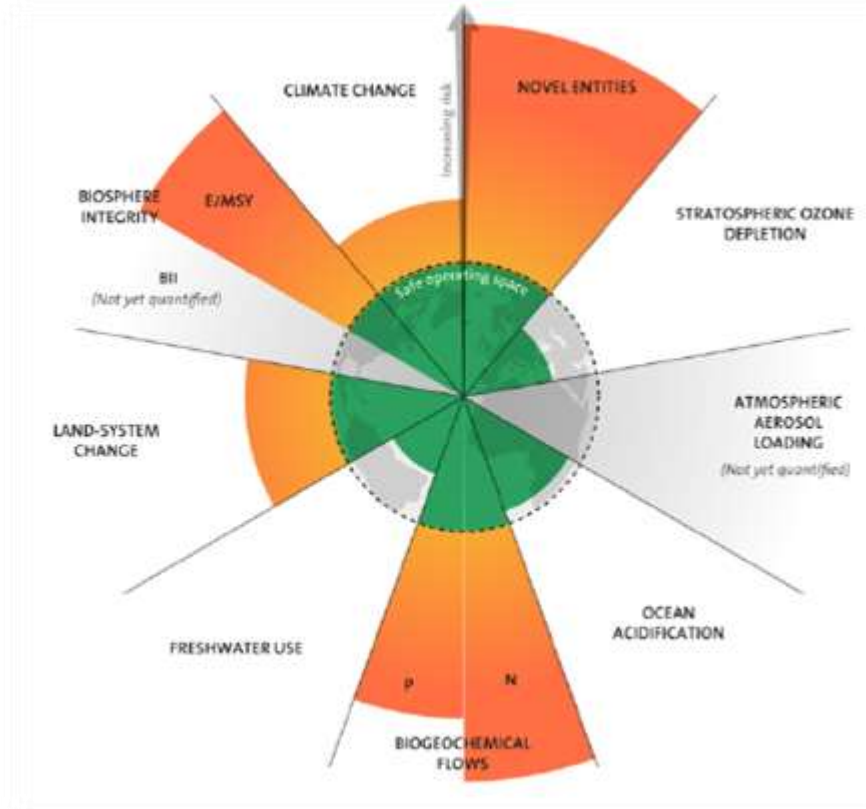 CLIMATE CHANGE
Increasing risk
NOVEL ENTITIES
STRATOSPHERIC OZONE
DEPLETION
ATMOSPHERIC
AEROSOL
LOADING
(Not yet quantified)
OCEAN
ACIDIFICATION
N
P
BIOGEOCHEMICAL
FLOWS
FRESHWATER USE
LAND-SYSTEM
CHANGE
BII
(Not yet quantified)
BIOSPHERE
INTEGRITY
E/MSY
Safe operating space